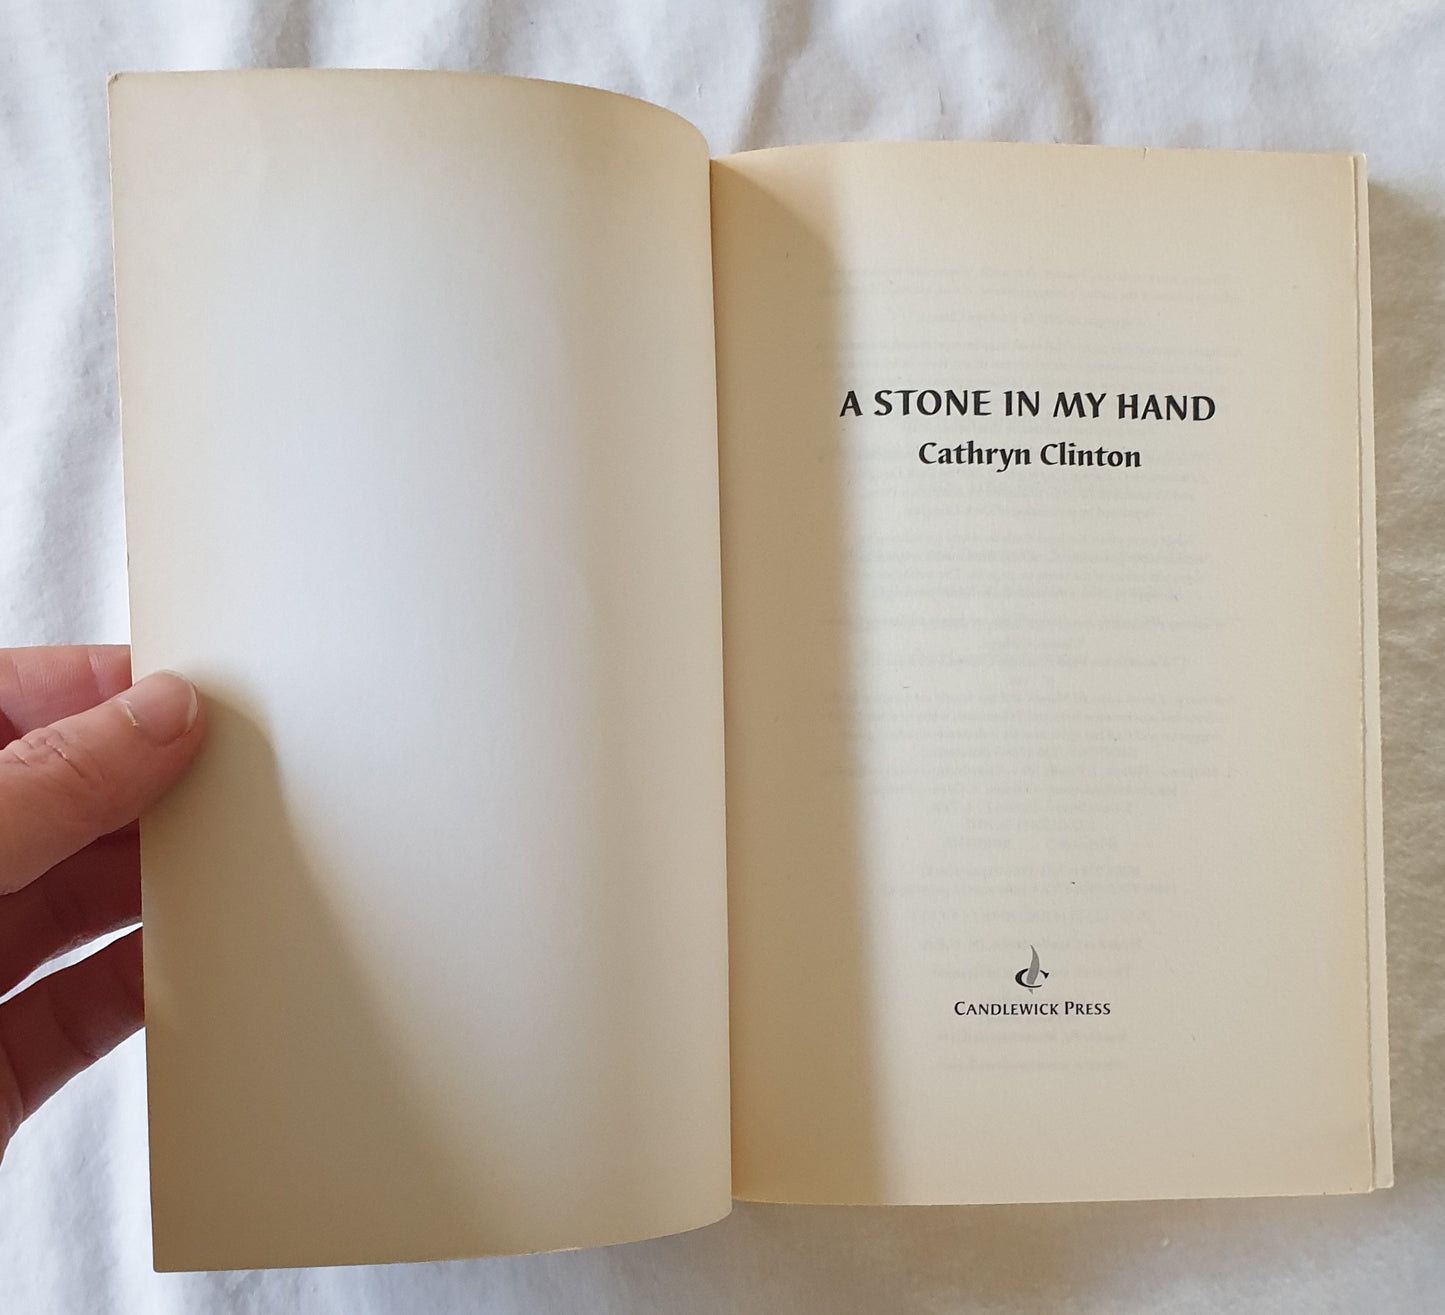 A STONE IN MY HAND
Cathryn Clinton
CANDLEWICK PRESS